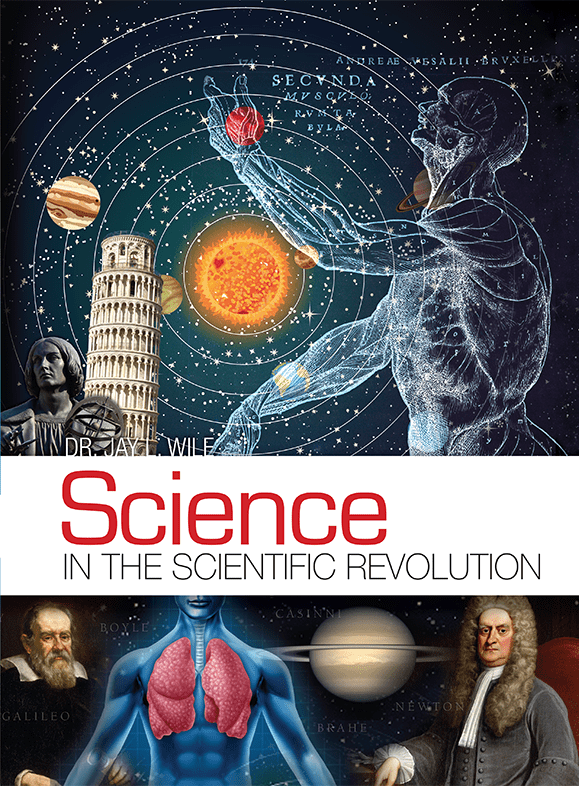 ANDREAE VESALII BRVXELLE
SECVNDA
MVSCVLO
RVM TA
BVLA
DR. JAY L. WILE
Science
IN THE SCIENTIFIC REVOLUTION
BOYLE
CASINNI
GALILEO
BRAHE
NEWTON